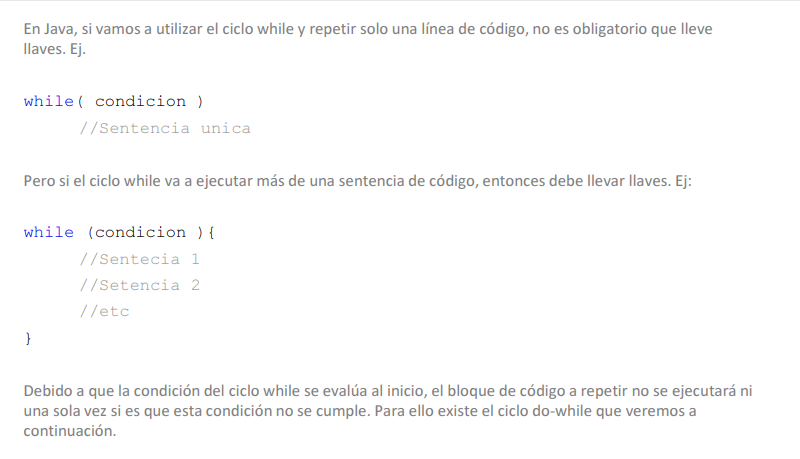 En Java, si vamos a utilizar el ciclo while y repetir solo una línea de código, no es obligatorio que lleve
llaves. Ej.
while( condicion )
//Sentencia unica
Pero si el ciclo while va a ejecutar más de una sentencia de código, entonces debe llevar llaves. Ej:
while (condicion ){
//Sentecia 1
//Setencia 2
//etc
}
Debido a que la condición del ciclo while se evalúa al inicio, el bloque de código a repetir no se ejecutará ni
una sola vez si es que esta condición no se cumple. Para ello existe el ciclo do-while que veremos a
continuación.